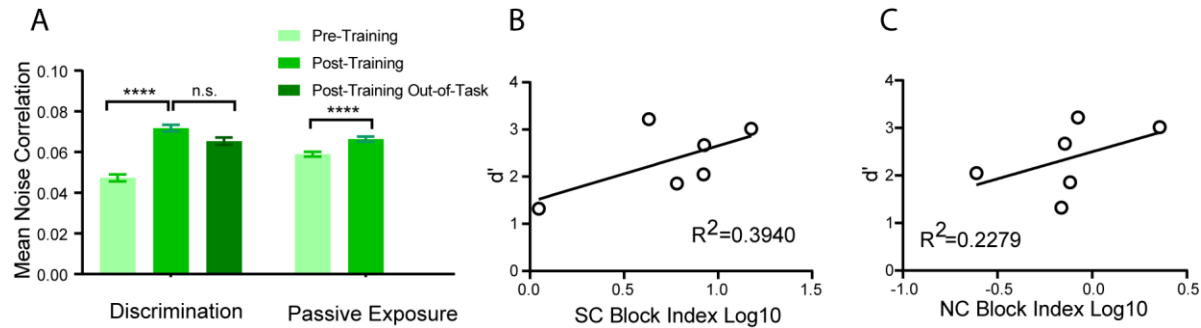 A
Pre-Training
Post-Training
Post-Training Out-of-Task
Mean Noise Correlation
0.10
0.08
0.06
0.04
0.02
0.00
****
n.s.
****
Discrimination
Passive Exposure
B
d'
4
3
2
1
0
0.0
0.5
1.0
1.5
R²=0.3940
SC Block Index Log10
C
d'
4
3
2
1
0
-1.0
-0.5
0.0
0.5
R²=0.2279
NC Block Index Log10